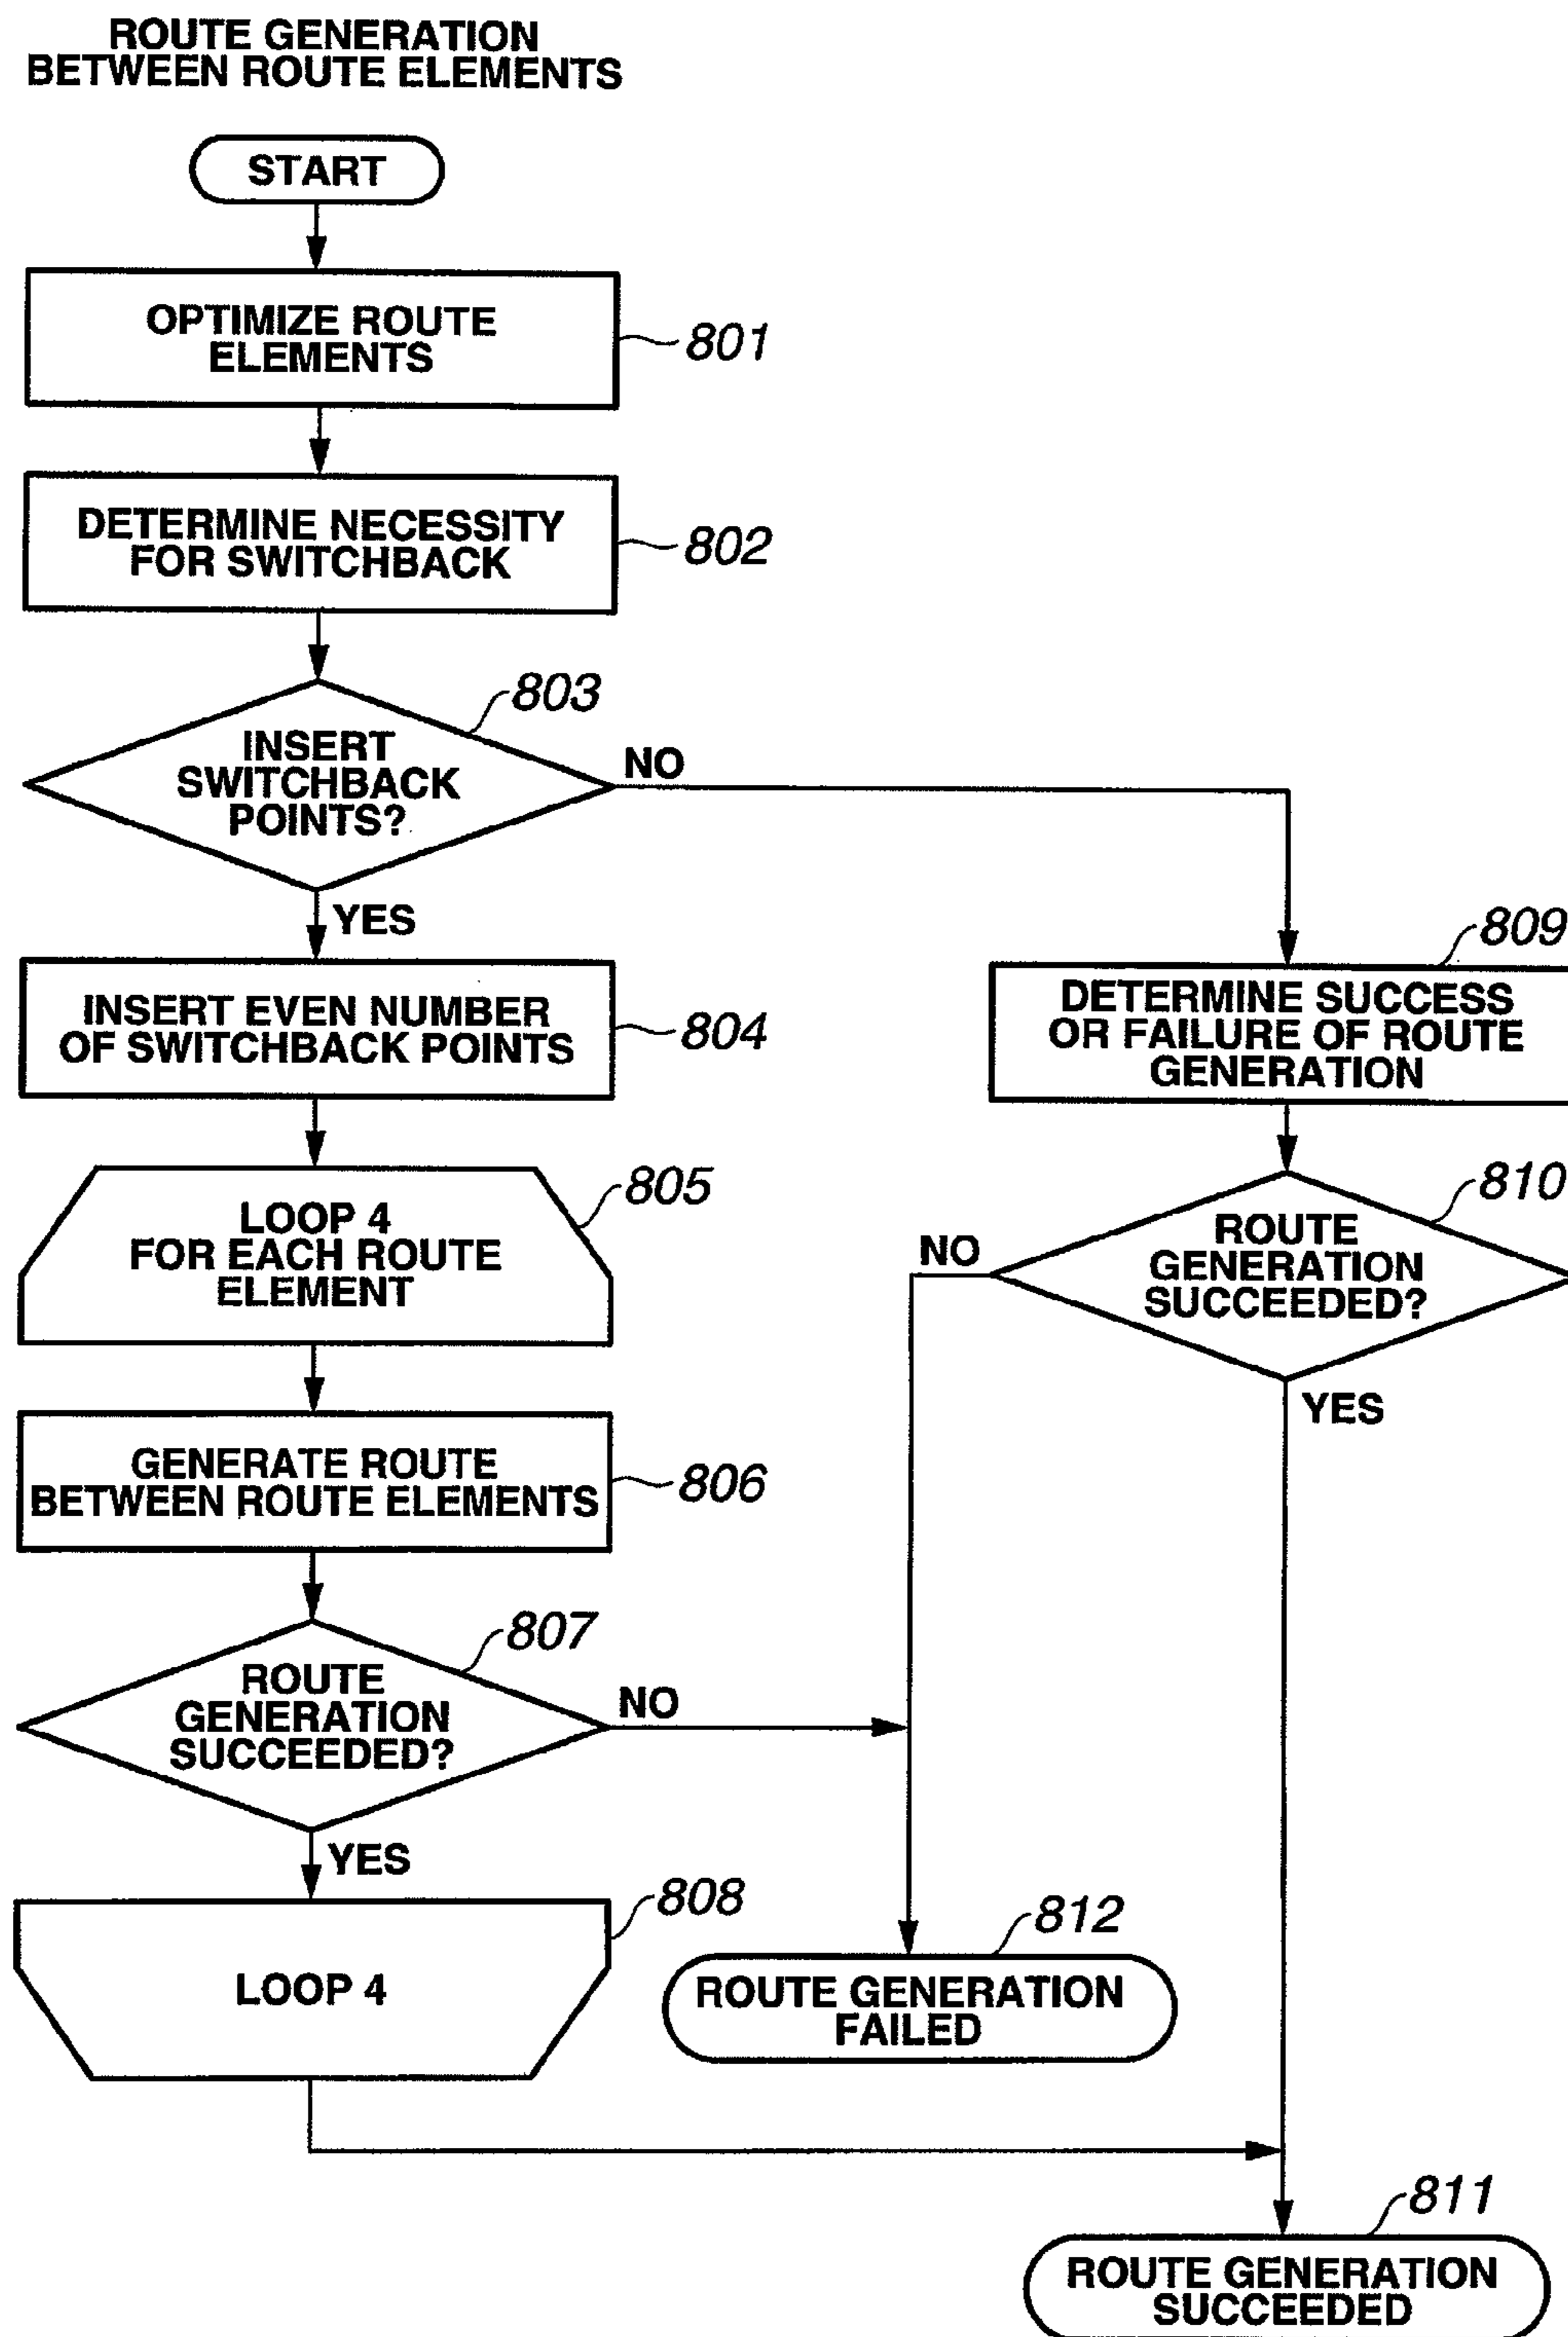 ROUTE GENERATION
BETWEEN ROUTE ELEMENTS
START
OPTIMIZE ROUTE
ELEMENTS
801
DETERMINE NECESSITY
FOR SWITCHBACK
802
803
INSERT
SWITCHBACK
POINTS?
NO
YES
INSERT EVEN NUMBER
OF SWITCHBACK POINTS
804
809
DETERMINE SUCCESS
OR FAILURE OF ROUTE
GENERATION
805
LOOP 4
FOR EACH ROUTE
ELEMENT
810
ROUTE
GENERATION
SUCCEEDED?
NO
YES
GENERATE ROUTE
BETWEEN ROUTE ELEMENTS
806
807
ROUTE
GENERATION
SUCCEEDED?
NO
YES
808
LOOP 4
812
ROUTE GENERATION
FAILED
811
ROUTE GENERATION
SUCCEEDED